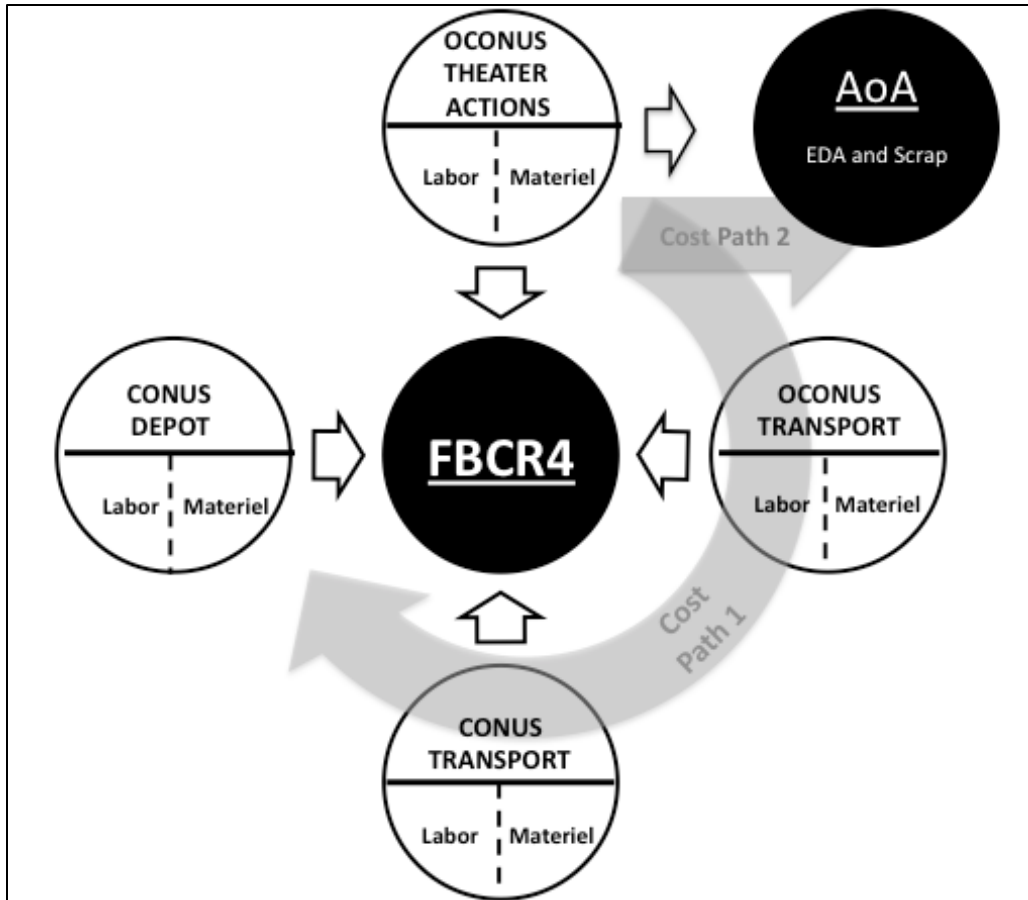 OCONUS
THEATER
ACTIONS
Labor Materiel
AoA
EDA and Scrap
Cost Path 2
CONUS
DEPOT
Labor Materiel
FBCR4
OCONUS
TRANSPORT
Labor Materiel
Cost
Path 1
CONUS
TRANSPORT
Labor Materiel